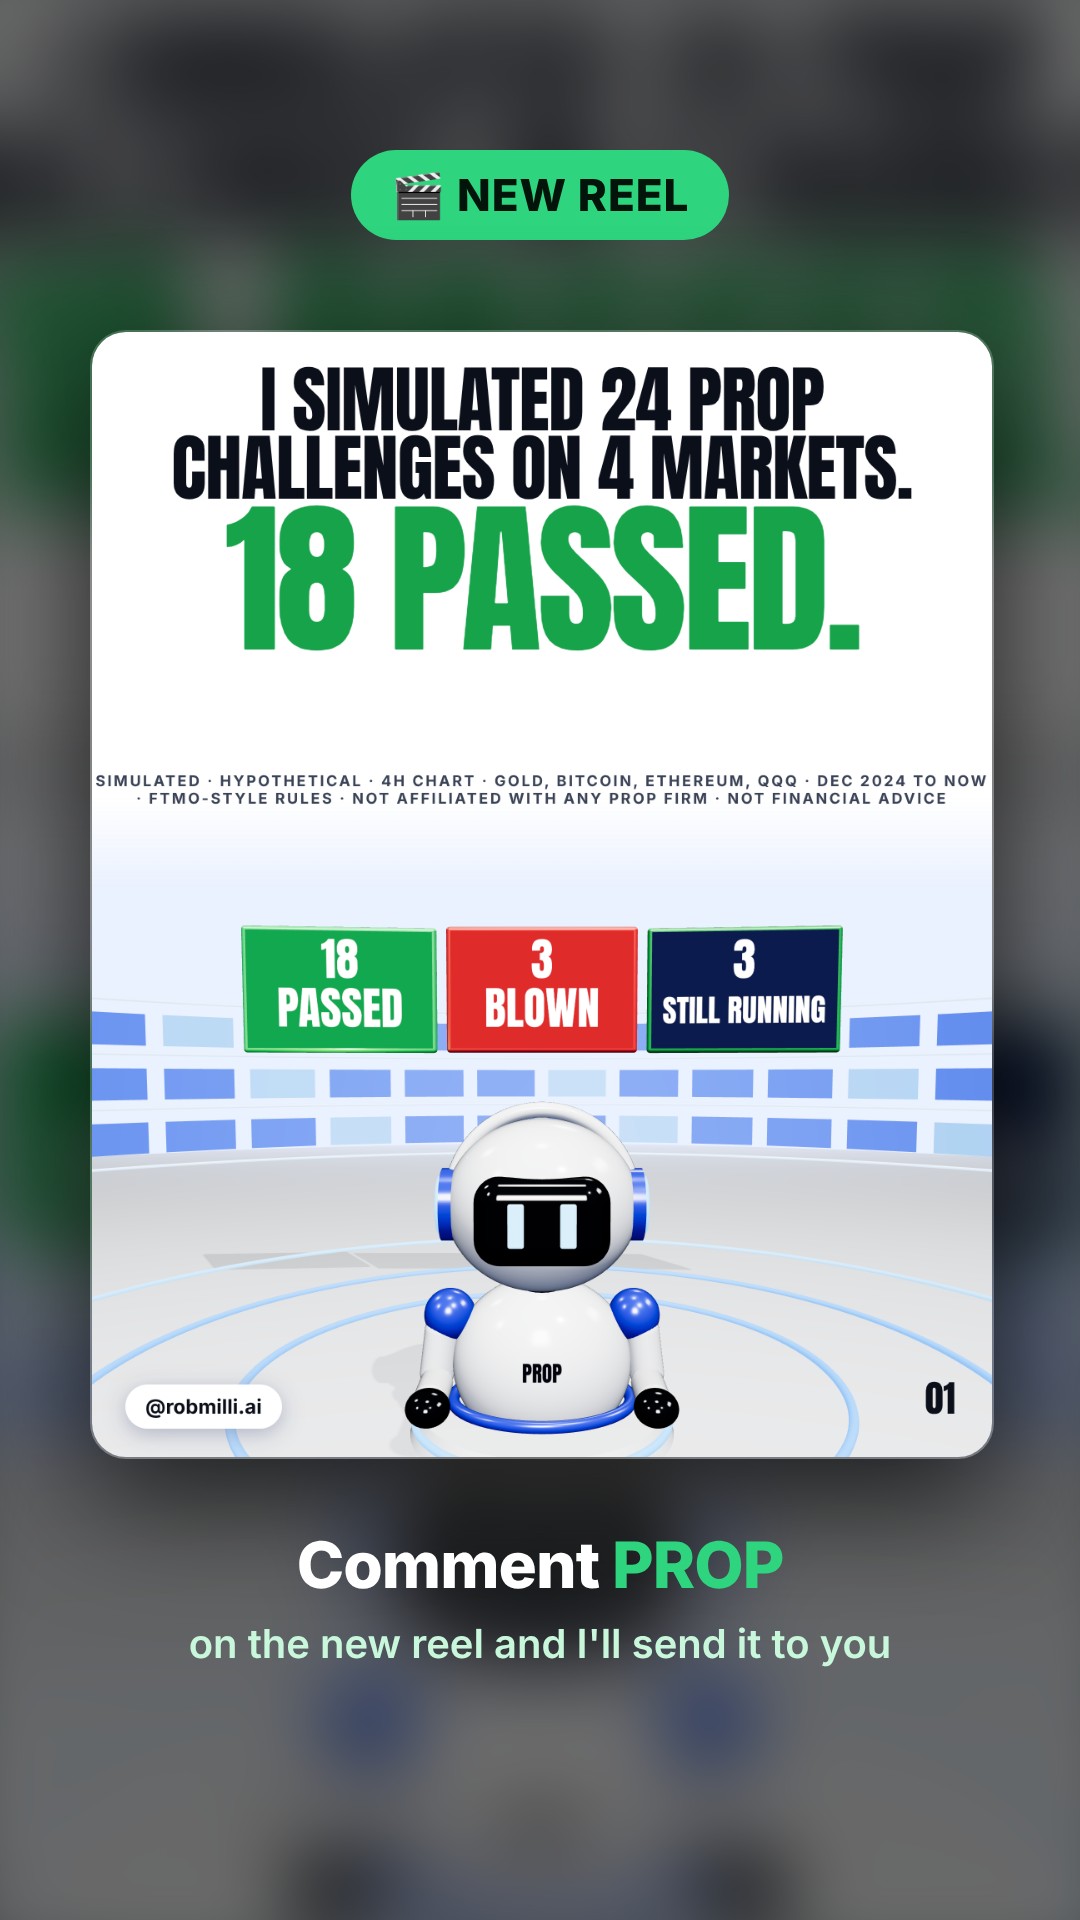 🎬 NEW REEL
I SIMULATED 24 PROP
CHALLENGES ON 4 MARKETS.
18 PASSED.
SIMULATED · HYPOTHETICAL · 4H CHART · GOLD, BITCOIN, ETHEREUM, QQQ · DEC 2024 TO NOW
· FTMO-STYLE RULES · NOT AFFILIATED WITH ANY PROP FIRM · NOT FINANCIAL ADVICE
18
PASSED
3
BLOWN
3
STILL RUNNING
PROP
@robmilli.ai
01
Comment PROP
on the new reel and I'll send it to you